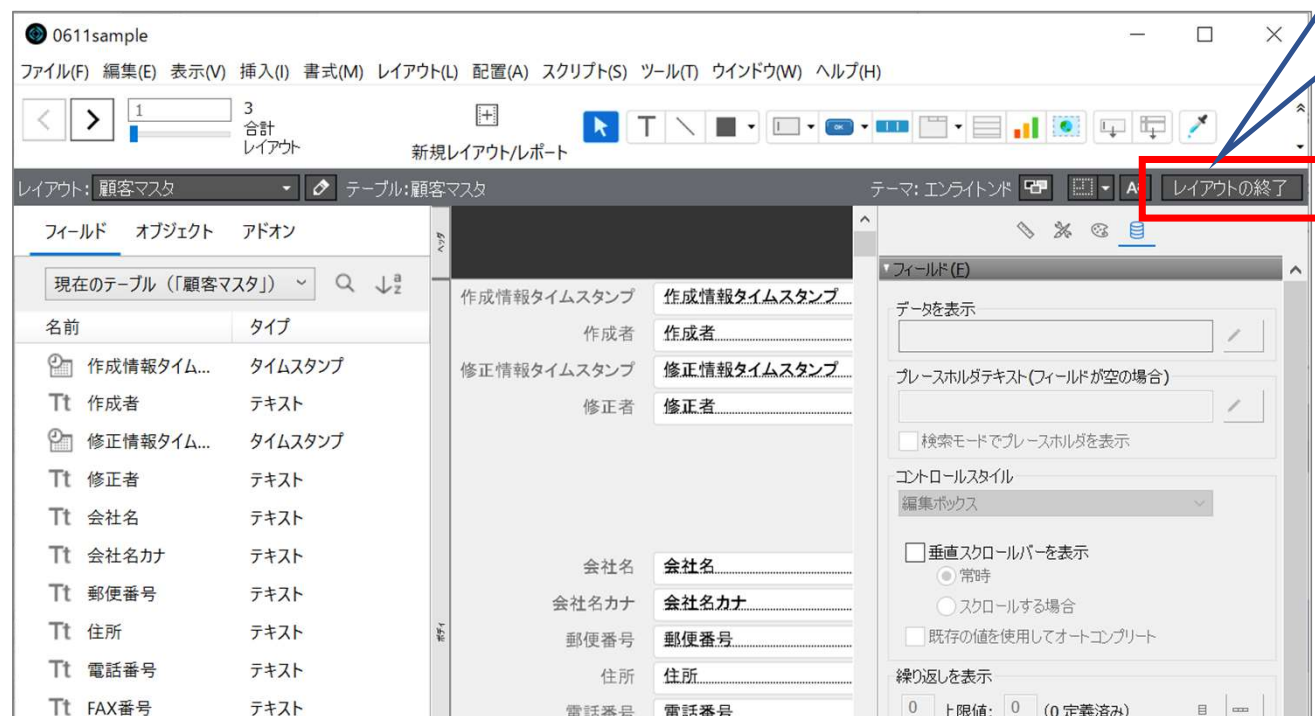 0611sample
ファイル(F) 編集(E) 表示(V) 挿入(I) 書式(M) レイアウト(L) 配置(A) スクリプト(S) ツール(T) ウインドウ(W) ヘルプ(H)
1
3
合計
レイアウト
新規レイアウト/レポート
レイアウト: 顧客マスタ テーブル:顧客マスタ テーマ: エンライトンド レイアウトの終了
フィールド オブジェクト アドオン
現在のテーブル(「顧客マスタ」)
名前 タイプ
作成情報タイム... タイムスタンプ
Tt 作成者 テキスト
修正情報タイム... タイムスタンプ
Tt 修正者 テキスト
Tt 会社名 テキスト
Tt 会社名カナ テキスト
Tt 郵便番号 テキスト
Tt 住所 テキスト
Tt 電話番号 テキスト
Tt FAX番号 テキスト
ヘッダ
ボディ
作成情報タイムスタンプ 作成情報タイムスタンプ
作成者 作成者
修正情報タイムスタンプ 修正情報タイムスタンプ
修正者 修正者
会社名 会社名
会社名カナ 会社名カナ
郵便番号 郵便番号
住所 住所
電話番号 電話番号
フィールド(E)
データを表示
プレースホルダテキスト(フィールドが空の場合)
検索モードでプレースホルダを表示
コントロールスタイル
編集ボックス
垂直スクロールバーを表示
常時
スクロールする場合
既存の値を使用してオートコンプリート
繰り返しを表示
0 上限値: 0 (0 定義済み)